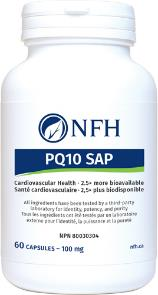 NFH
PQ10 SAP
Cardiovascular Health • 2,5× more bioavailable
Santé cardiovasculaire • 2,5× plus biodisponible
All ingredients have been tested by a third-party
laboratory for identity, potency, and purity
Tous les ingrédients ont été testés par un laboratoire
externe pour l'identité, la puissance et la pureté
NPN 80030304
60 CAPSULES – 100 mg
nfh.ca